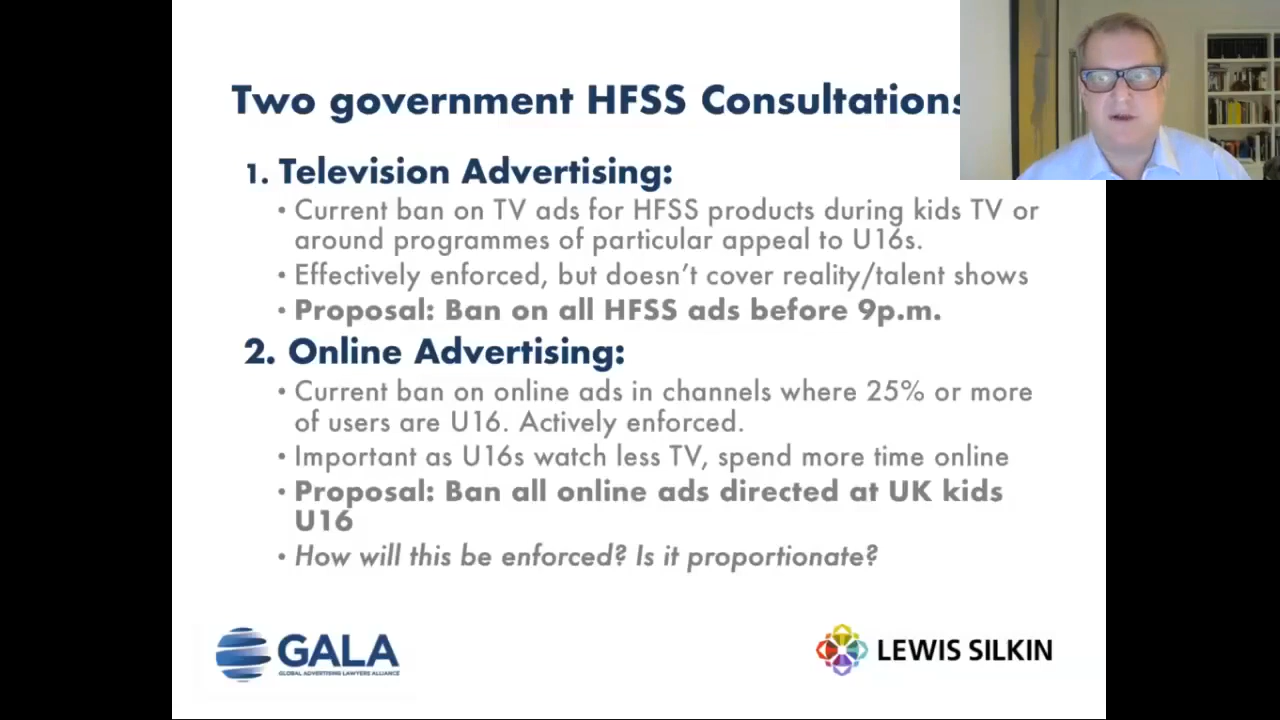 Two government HFSS Consultations
1. Television Advertising:
• Current ban on TV ads for HFSS products during kids TV or
around programmes of particular appeal to U16s.
• Effectively enforced, but doesn't cover reality/talent shows
• Proposal: Ban on all HFSS ads before 9p.m.
2. Online Advertising:
• Current ban on online ads in channels where 25% or more
of users are U16. Actively enforced.
• Important as U16s watch less TV, spend more time online
• Proposal: Ban all online ads directed at UK kids
U16
• How will this be enforced? Is it proportionate?
GALA
GLOBAL ADVERTISING LAWYERS ALLIANCE
LEWIS SILKIN